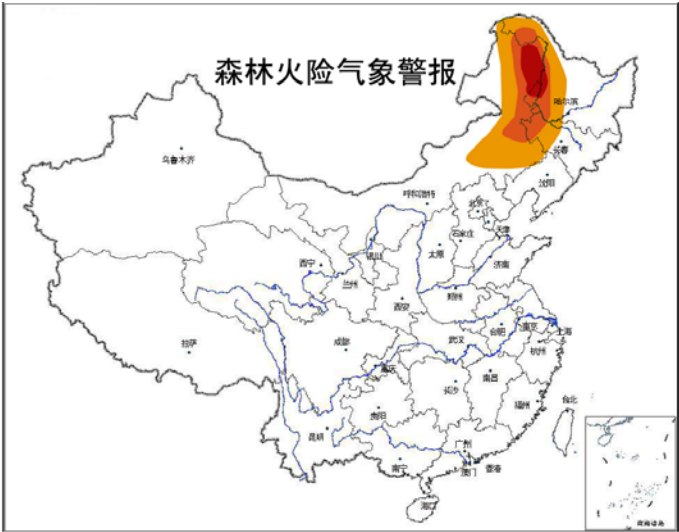 森林火险气象警报
哈尔滨
长春
乌鲁木齐
沈阳
呼和浩特
北京
天津
石家庄
银川
太原
济南
西宁
兰州
郑州
西安
合肥
南京
上海
成都
武汉
杭州
拉萨
重庆
南昌
长沙
台北
福州
贵阳
昆明
广州
南宁
澳门
香港
海口
南海诸岛